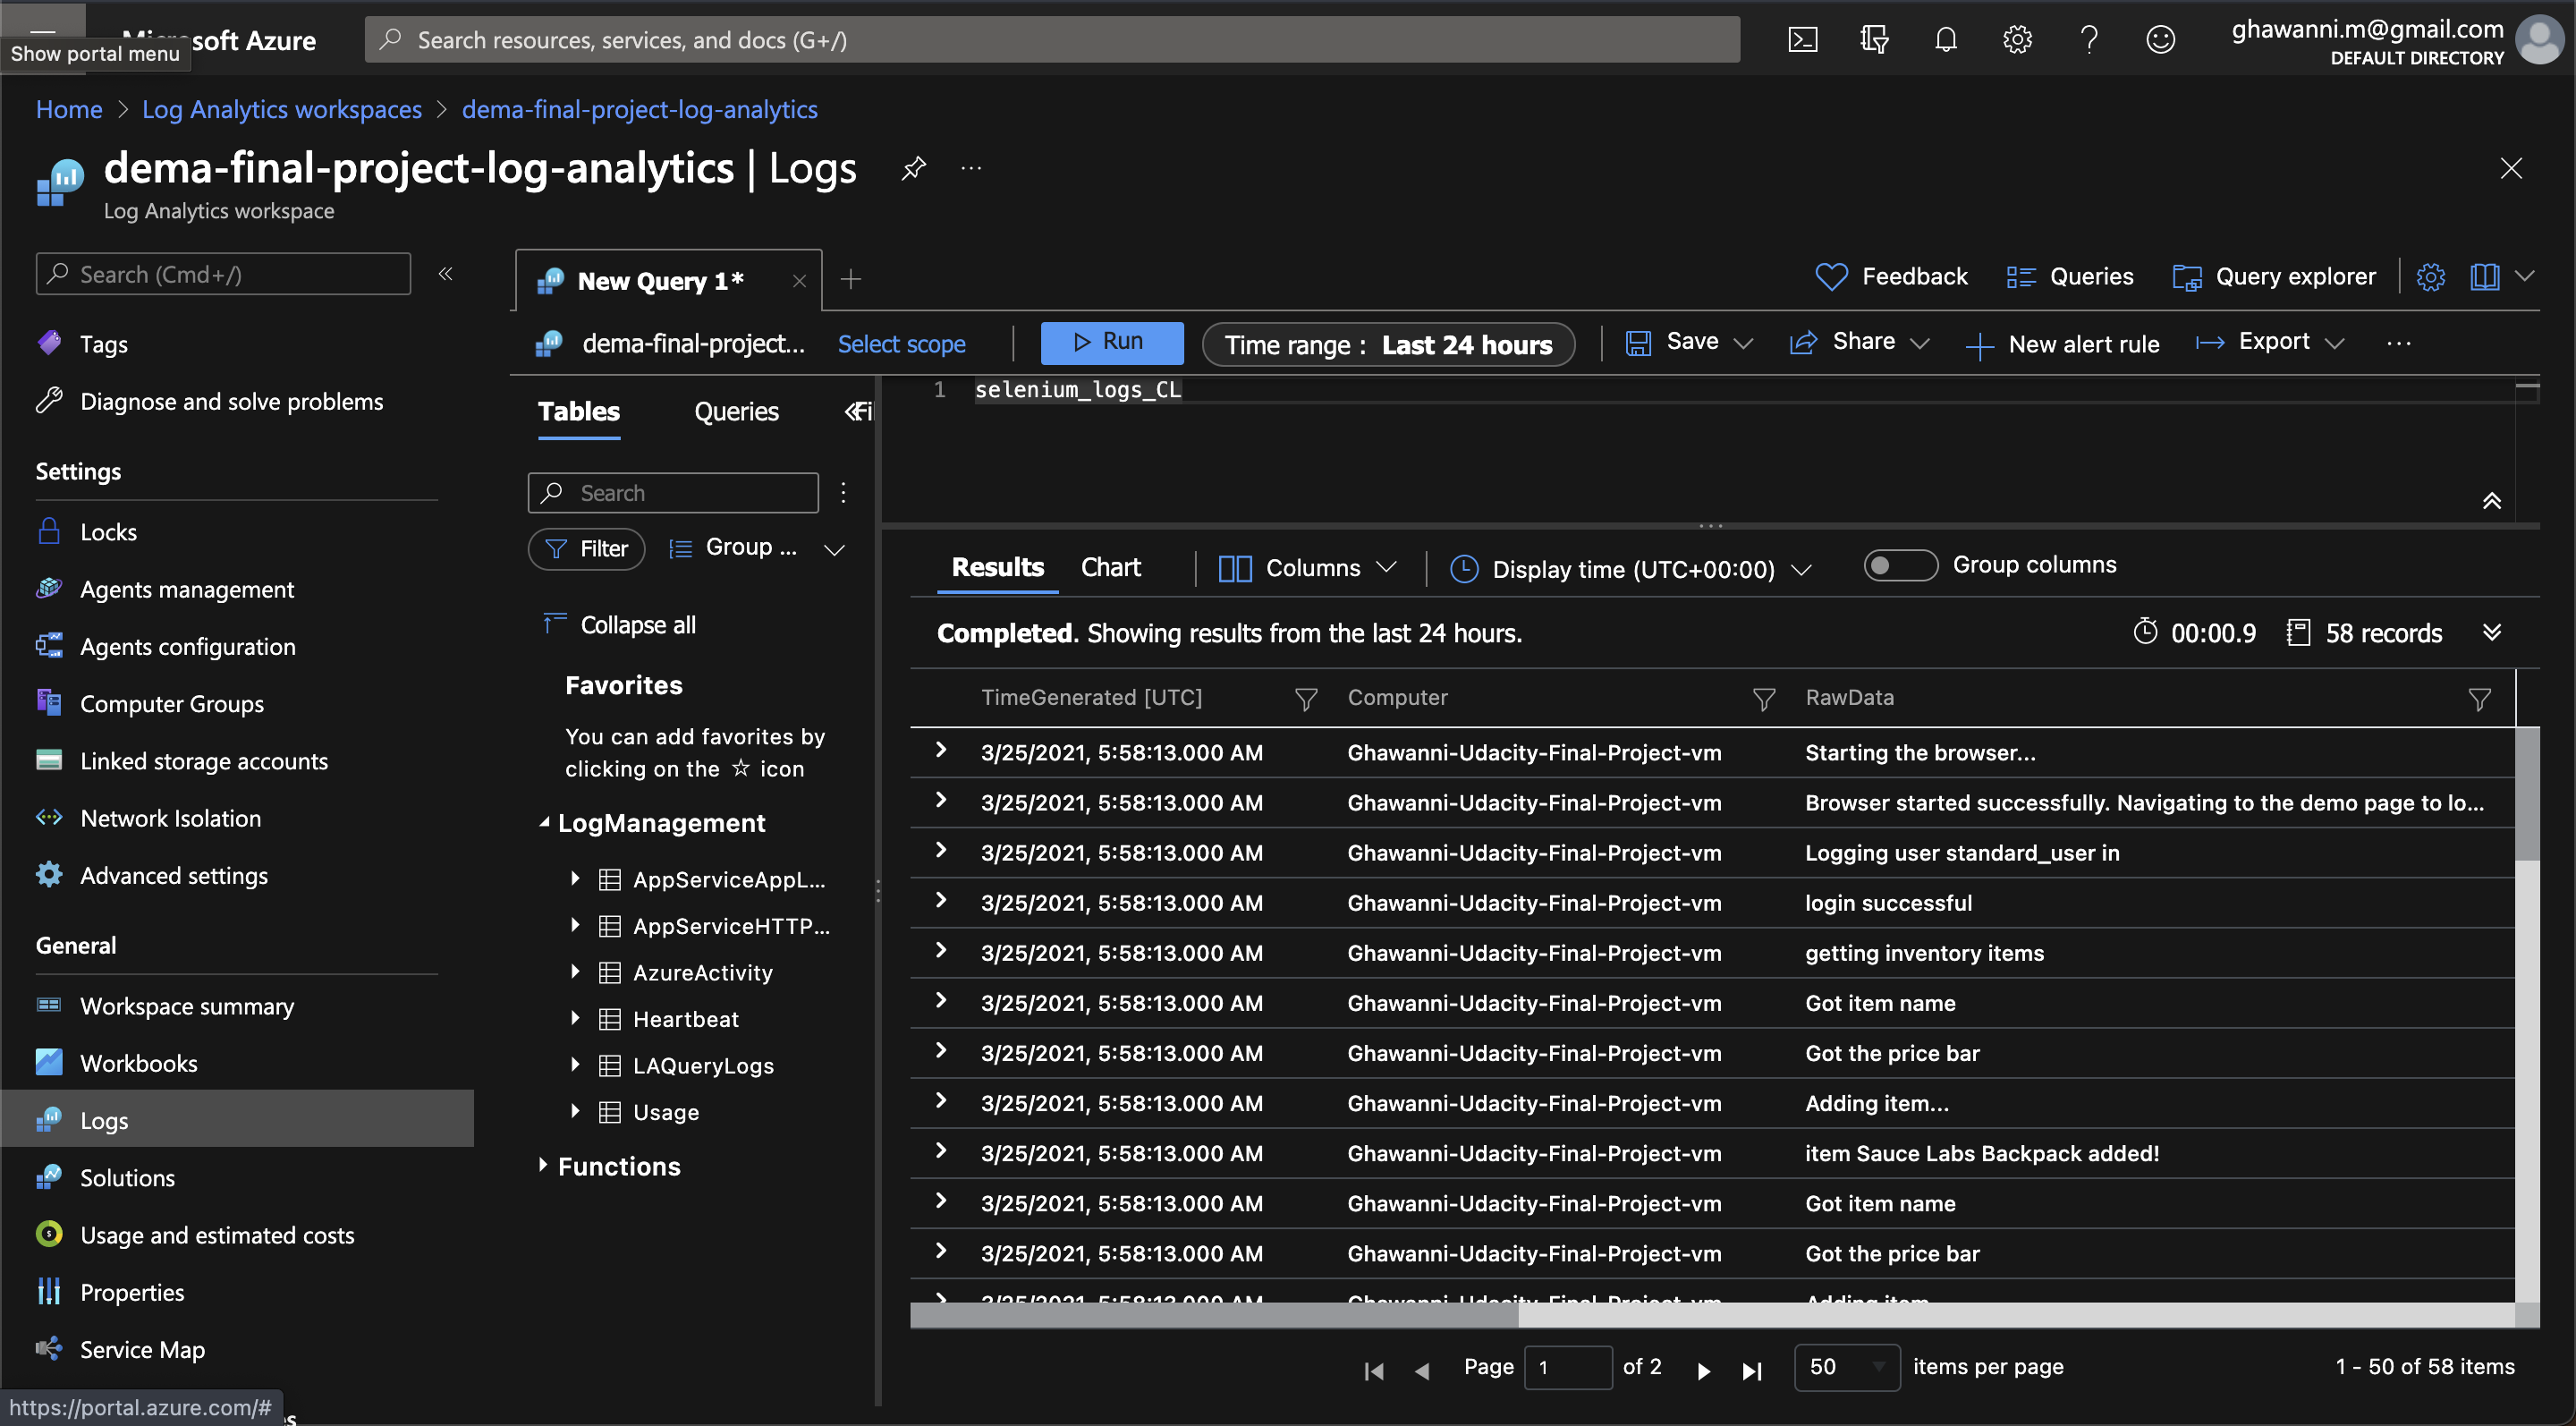 Show portal menu
soft Azure
Search resources, services, and docs (G+/)
ghawanni.m@gmail.com
DEFAULT DIRECTORY
Home > Log Analytics workspaces > dema-final-project-log-analytics
dema-final-project-log-analytics | Logs
...
Log Analytics workspace
Search (Cmd+/)
Tags
Diagnose and solve problems
Settings
Locks
Agents management
Agents configuration
Computer Groups
Linked storage accounts
Network Isolation
Advanced settings
General
Workspace summary
Workbooks
Logs
Solutions
Usage and estimated costs
Properties
Service Map
https://portal.azure.com/#
es
New Query 1*
Feedback
Queries
Query explorer
dema-final-project...
Select scope
Run
Time range : Last 24 hours
Save
Share
New alert rule
Export
...
Tables
Queries
Fi
Search
Filter
Group ...
Collapse all
Favorites
You can add favorites by
clicking on the ☆ icon
LogManagement
AppServiceAppL...
AppServiceHTTP...
AzureActivity
Heartbeat
LAQueryLogs
Usage
Functions
1 selenium_logs_CL
Results
Chart
Columns
Display time (UTC+00:00)
Group columns
Completed. Showing results from the last 24 hours.
00:00.9
58 records
TimeGenerated [UTC] Computer RawData
3/25/2021, 5:58:13.000 AM Ghawanni-Udacity-Final-Project-vm Starting the browser...
3/25/2021, 5:58:13.000 AM Ghawanni-Udacity-Final-Project-vm Browser started successfully. Navigating to the demo page to lo...
3/25/2021, 5:58:13.000 AM Ghawanni-Udacity-Final-Project-vm Logging user standard_user in
3/25/2021, 5:58:13.000 AM Ghawanni-Udacity-Final-Project-vm login successful
3/25/2021, 5:58:13.000 AM Ghawanni-Udacity-Final-Project-vm getting inventory items
3/25/2021, 5:58:13.000 AM Ghawanni-Udacity-Final-Project-vm Got item name
3/25/2021, 5:58:13.000 AM Ghawanni-Udacity-Final-Project-vm Got the price bar
3/25/2021, 5:58:13.000 AM Ghawanni-Udacity-Final-Project-vm Adding item...
3/25/2021, 5:58:13.000 AM Ghawanni-Udacity-Final-Project-vm item Sauce Labs Backpack added!
3/25/2021, 5:58:13.000 AM Ghawanni-Udacity-Final-Project-vm Got item name
3/25/2021, 5:58:13.000 AM Ghawanni-Udacity-Final-Project-vm Got the price bar
3/25/2021, 5:58:13.000 AM Ghawanni-Udacity-Final-Project-vm Adding item
Page 1 of 2
50 items per page
1 - 50 of 58 items